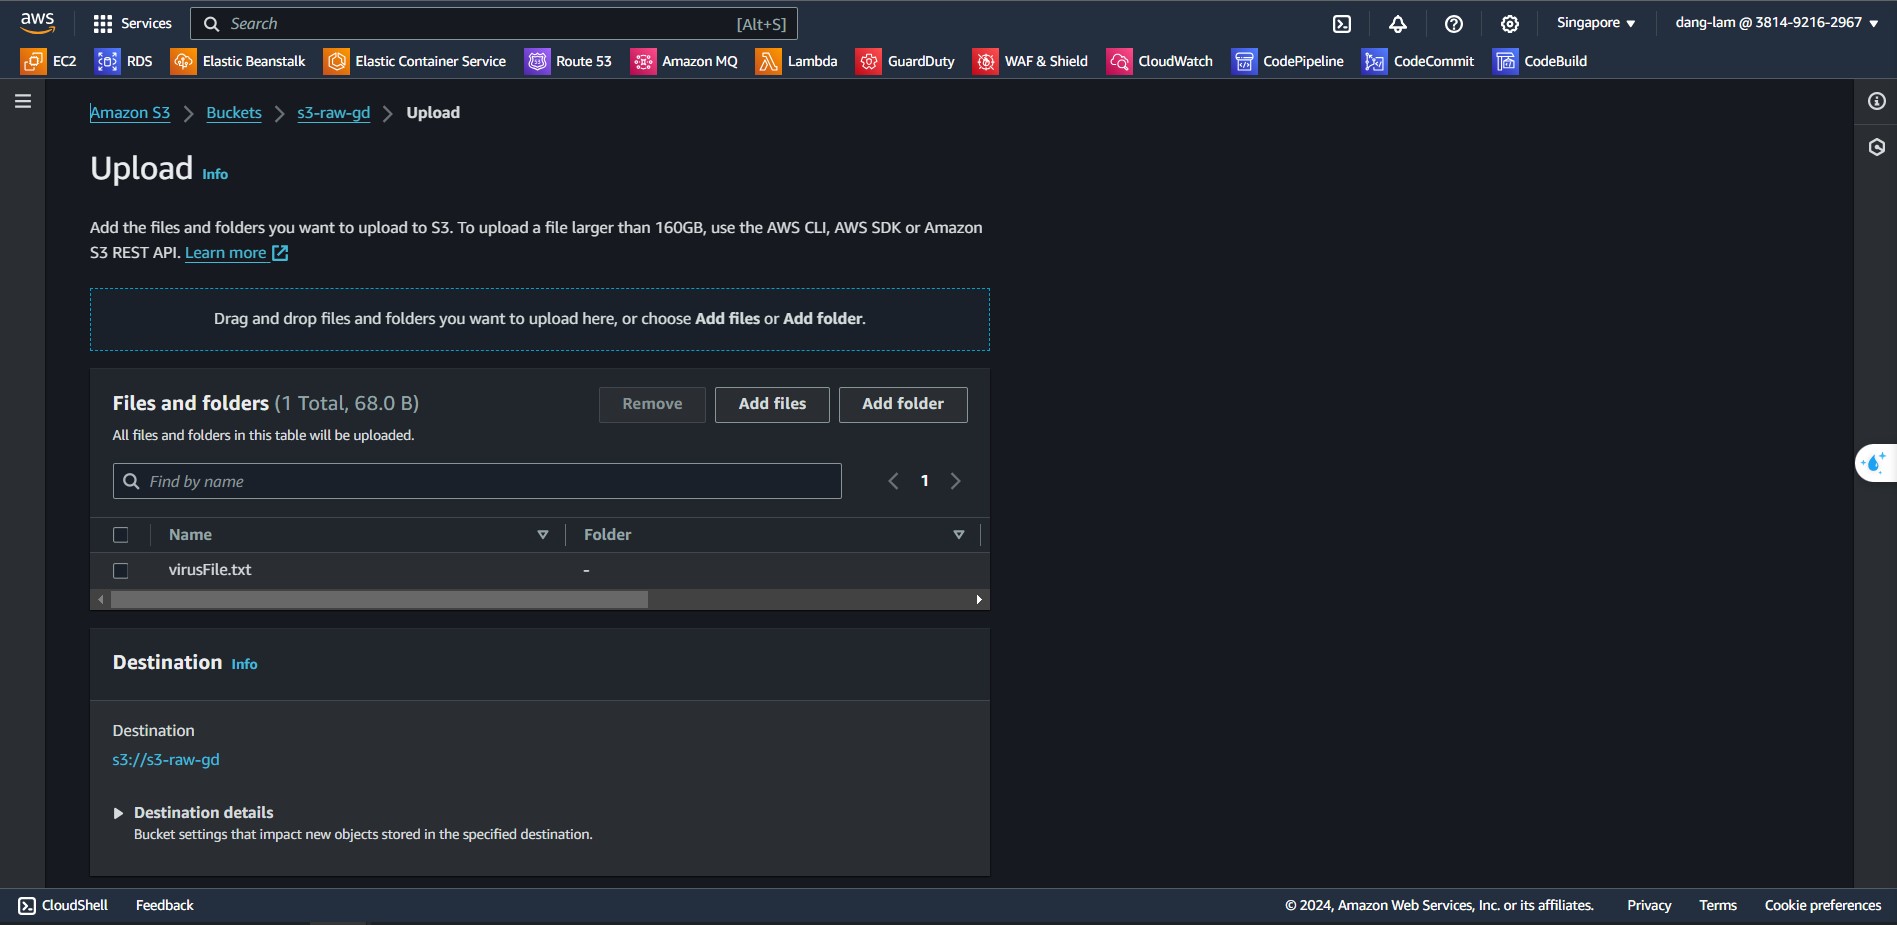 aws Services Search [Alt+S] Singapore dang-lam @ 3814-9216-2967
EC2 RDS Elastic Beanstalk Elastic Container Service Route 53 Amazon MQ Lambda GuardDuty WAF & Shield CloudWatch CodePipeline CodeCommit CodeBuild
Amazon S3 Buckets s3-raw-gd Upload
Upload Info
Add the files and folders you want to upload to S3. To upload a file larger than 160GB, use the AWS CLI, AWS SDK or Amazon
S3 REST API. Learn more
Drag and drop files and folders you want to upload here, or choose Add files or Add folder.
Files and folders (1 Total, 68.0 B) Remove Add files Add folder
All files and folders in this table will be uploaded.
Find by name 1
Name Folder
virusFile.txt -
Destination Info
Destination
s3://s3-raw-gd
Destination details
Bucket settings that impact new objects stored in the specified destination.
CloudShell Feedback © 2024, Amazon Web Services, Inc. or its affiliates. Privacy Terms Cookie preferences